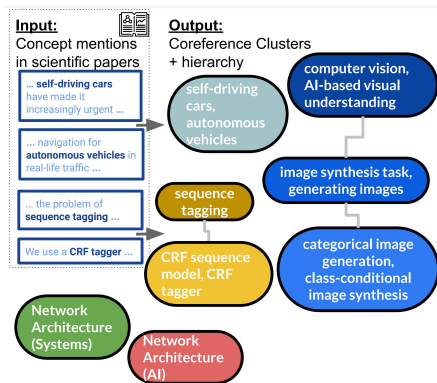 Input:
Concept mentions
in scientific papers
... self-driving cars
have made it
increasingly urgent ...
... navigation for
autonomous vehicles in
real-life traffic ...
... the problem of
sequence tagging ...
We use a CRF tagger ...
Output:
Coreference Clusters
+ hierarchy
self-driving
cars,
autonomous
vehicles
computer vision,
AI-based visual
understanding
sequence
tagging
image synthesis task,
generating images
CRF sequence
model, CRF
tagger
categorical image
generation,
class-conditional
image synthesis
Network
Architecture
(Systems)
Network
Architecture
(AI)